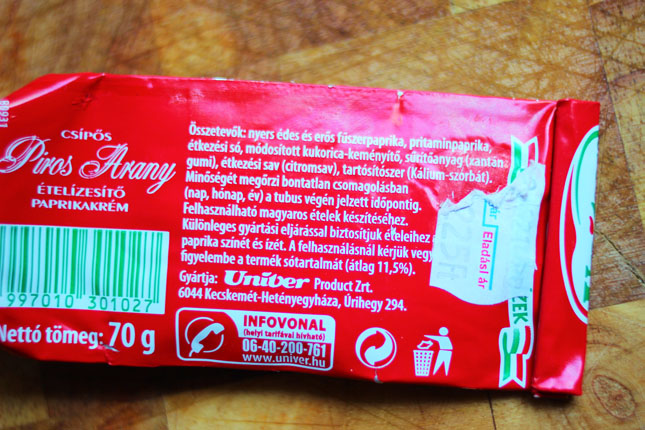 CSÍPŐS
Piros Arany
ÉTELÍZESÍTŐ
PAPRIKAKRÉM
997010 301027
Nettó tömeg: 70 g
Összetevők: nyers édes és erős fűszerpaprika, pritaminpaprika,
étkezési só, módosított kukorica-keményítő, sűrítőanyag (xantán
gumi), étkezési sav (citromsav), tartósítószer (Kálium-szorbát).
Minőségét megőrzi bontatlan csomagolásban
(nap, hónap, év) a tubus végén jelzett időpontig.
Felhasználható magyaros ételek készítéséhez.
Különleges gyártási eljárással biztosítjuk ételeihez a
paprika színét és ízét. A felhasználásnál kérjük vegy
figyelembe a termék sótartalmát (átlag 11,5%).
Gyártja: Univer Product Zrt.
6044 Kecskemét-Hetényegyháza, Úrihegy 294.
INFOVONAL
(helyi tarifával hívható)
06-40-200-761
www.univer.hu
Eladási ár
ZEK